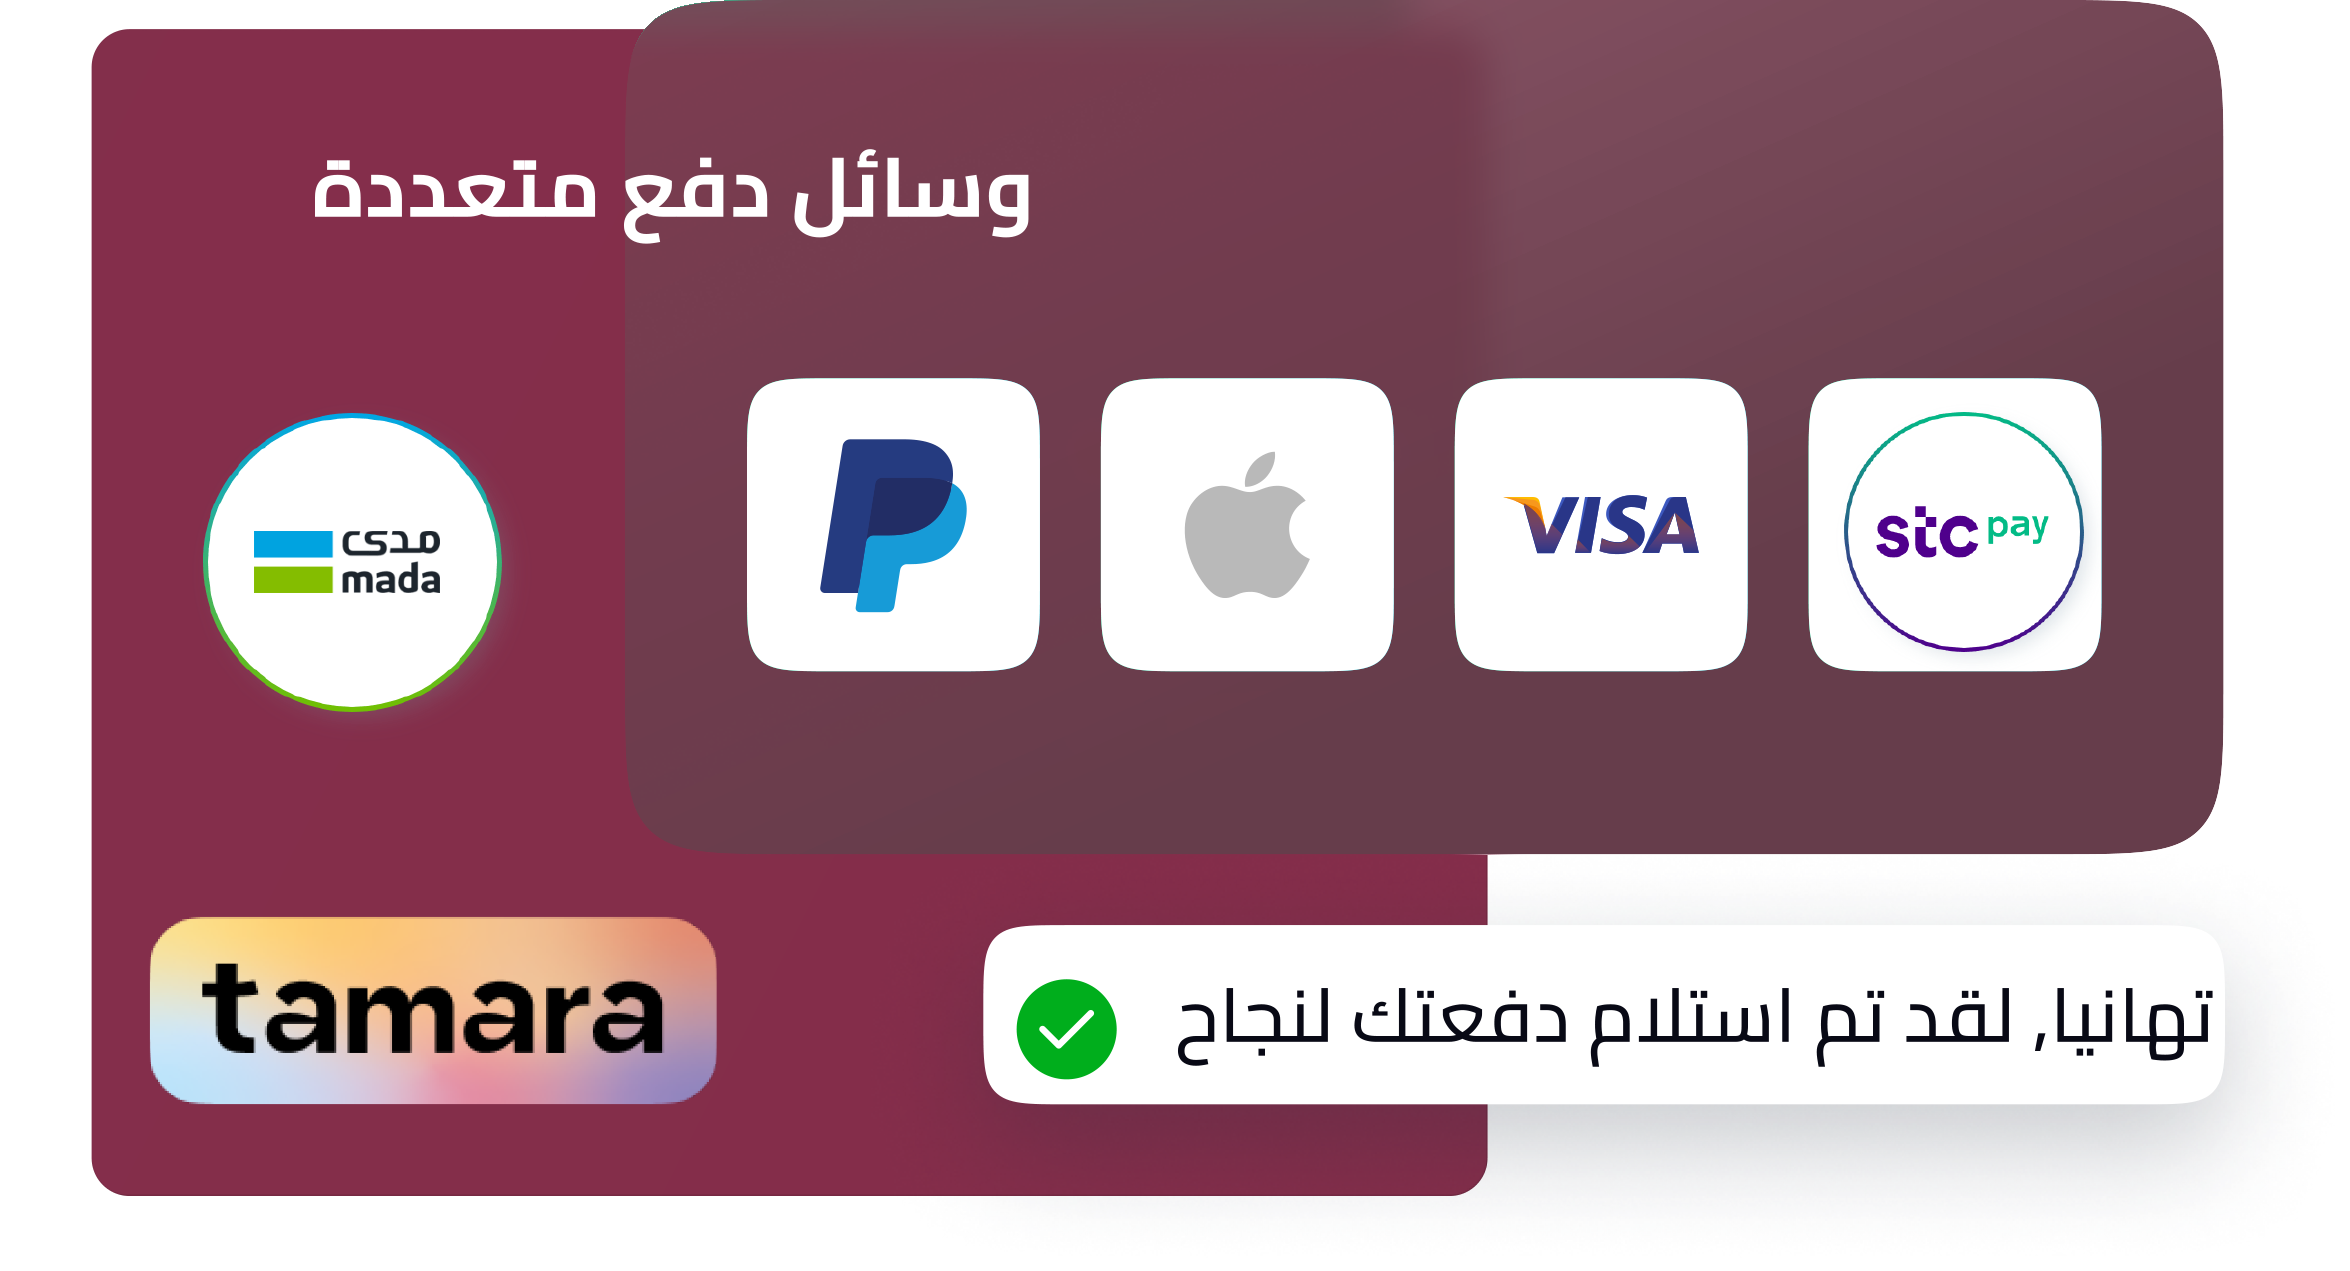 وسائل دفع متعددة
stc pay
VISA
مدى
mada
تهانيا, لقد تم استلام دفعتك لنجاح
tamara